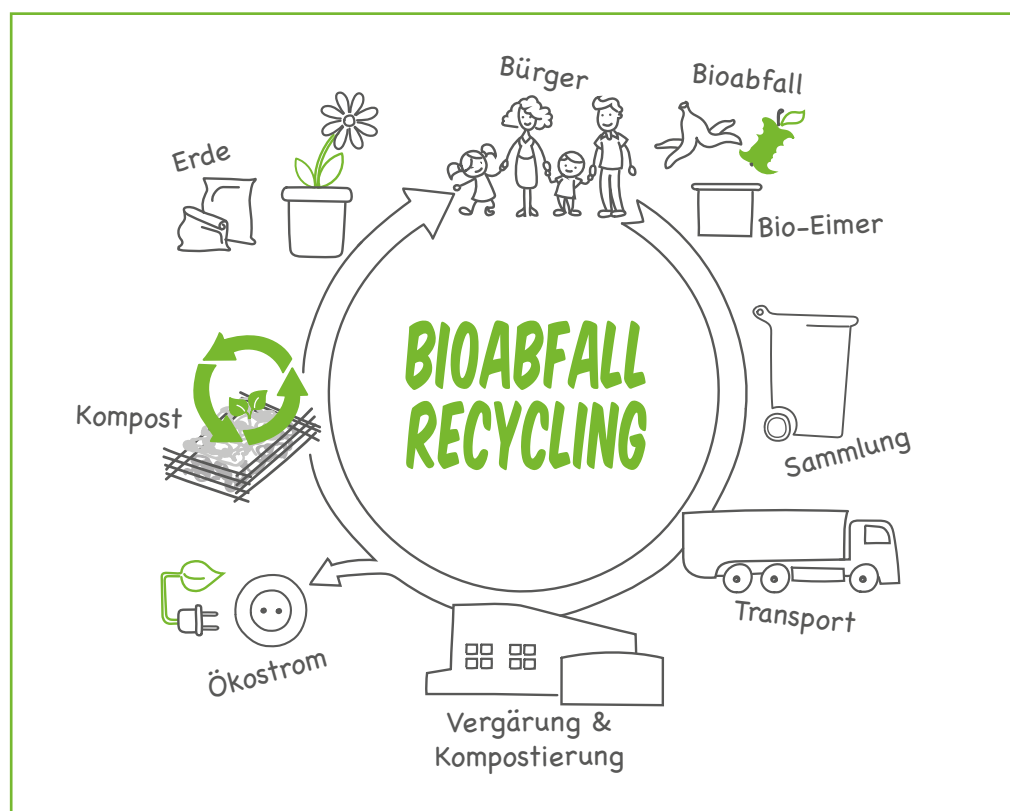 Bürger
Bioabfall
Bio-Eimer
Sammlung
Transport
Vergärung &
Kompostierung
Ökostrom
Kompost
Erde
BIOABFALL
RECYCLING